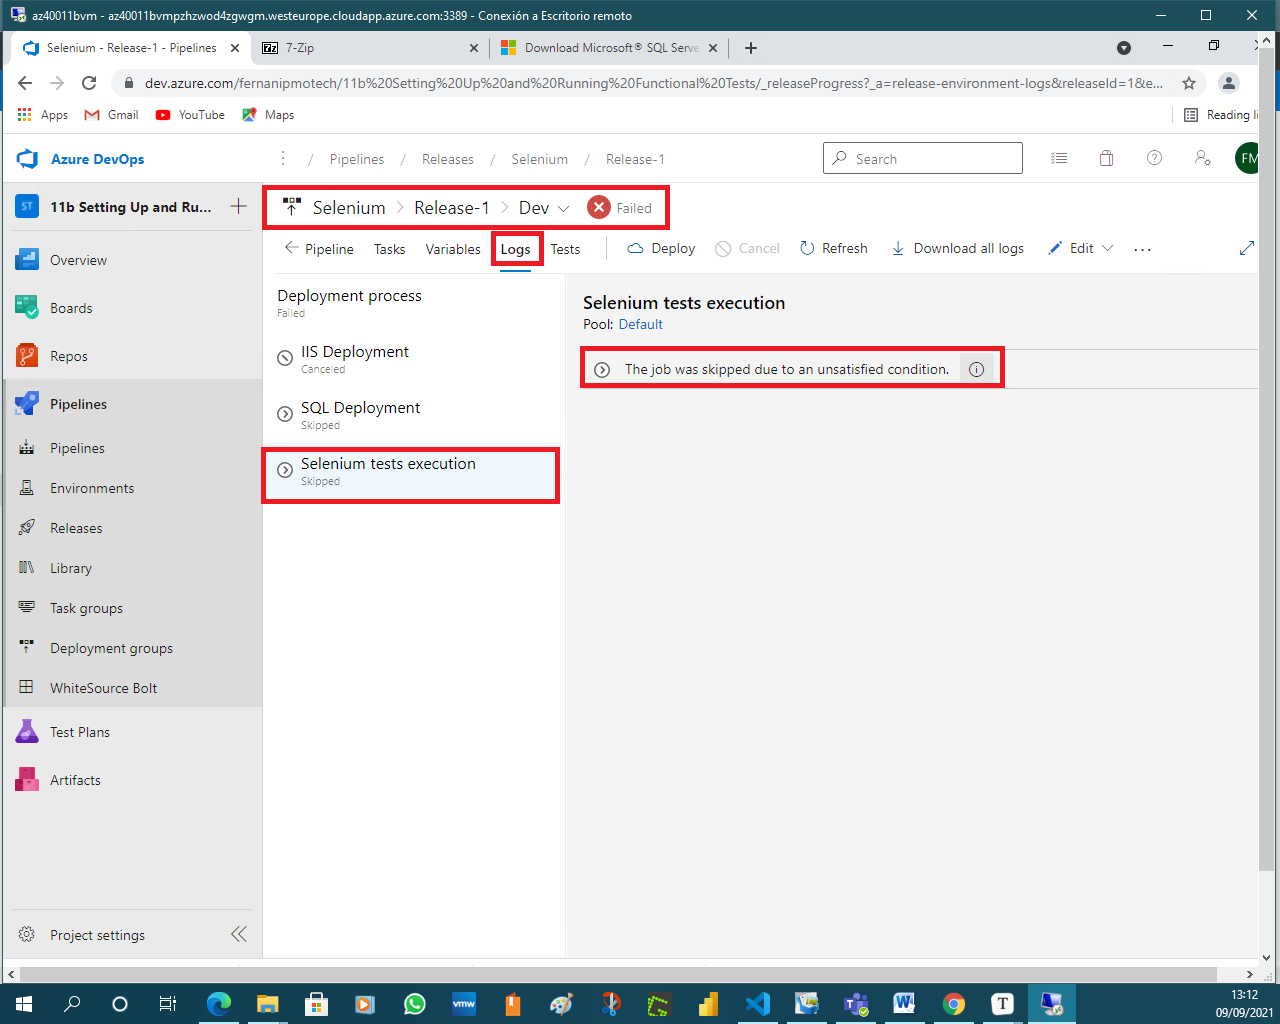 az40011bvm - az40011bvmpzhzwod4zgwgm.westeurope.cloudapp.azure.com:3389 - Conexión a Escritorio remoto
Selenium - Release-1 - Pipelines
7-Zip
Download Microsoft® SQL Serve
dev.azure.com/fernanipmotech/11b%20Setting%20Up%20and%20Running%20Functional%20Tests/_releaseProgress?_a=release-environment-logs&releaseId=1&e...
Apps
Gmail
YouTube
Maps
Reading li
Azure DevOps
/ Pipelines / Releases / Selenium / Release-1
Search
FM
ST
11b Setting Up and Ru...
Selenium > Release-1 > Dev
Failed
Pipeline
Tasks
Variables
Logs
Tests
Deploy
Cancel
Refresh
Download all logs
Edit
...
Overview
Boards
Repos
Pipelines
Pipelines
Environments
Releases
Library
Task groups
Deployment groups
WhiteSource Bolt
Test Plans
Artifacts
Project settings
Deployment process
Failed
IIS Deployment
Canceled
SQL Deployment
Skipped
Selenium tests execution
Skipped
Selenium tests execution
Pool: Default
The job was skipped due to an unsatisfied condition.
vmw
T
13:12
09/09/2021